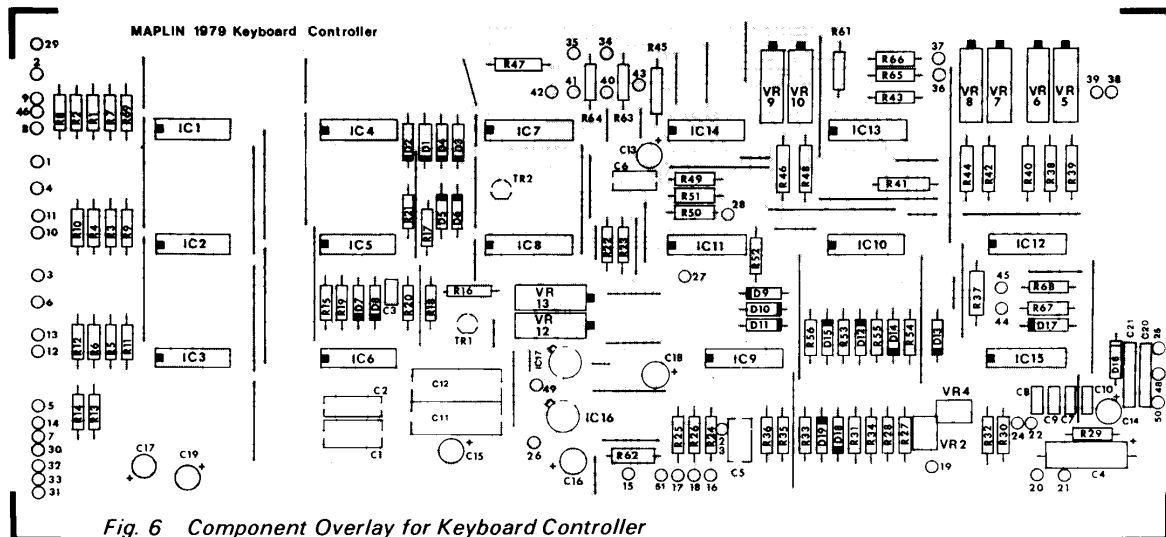 MAPLIN 1979 Keyboard Controller
29
2
9
46
8
R8 R2 R1 R7 R69
IC1
IC4
D2 D1 D4 D3
R47
IC7
35 34
42 41 40 43
R64 R63 R45
IC14
C13
C6
VR 9
VR 10
R61
IC13
R66
R65
R43
37
36
VR 8
VR 7
VR 6
VR 5
39 38
1
4
11
10
R10 R4 R3 R9
IC2
R21 R17 D5 D6
IC5
TR2
IC8
R22 R23
R49
R51
R50
28
IC11
R52
R46 R48
R41
IC10
R44 R42 R40 R38 R39
IC12
3
6
13
12
R12 R6 R5 R11
IC3
R15 R19 D7 D8 C3 R20 R18
R16
TR1
IC6
VR 13
VR 12
27
D9
D10
D11
R56 D15 R53 D12 R55 D14 R54 D13
R37
45
44
R68
R67
D17
IC17
C18
IC9
IC15
D16
C21 C20
26
48
50
5
14
7
30
32
33
31
R14 R13
C17
+
C19
+
C2
C1
C12
C11
C15
+
49
IC16
26
C16
+
R62
15
51 17 18 16
R25 R26 R24
23
C5
R36 R35
R33 D19 D18 R31 R34 R28 R27
VR4
VR2
19
R32 R30
24 22
C8 C9 C7 C10
C14
+
R29
C4
+
20 21
Fig. 6 Component Overlay for Keyboard Controller